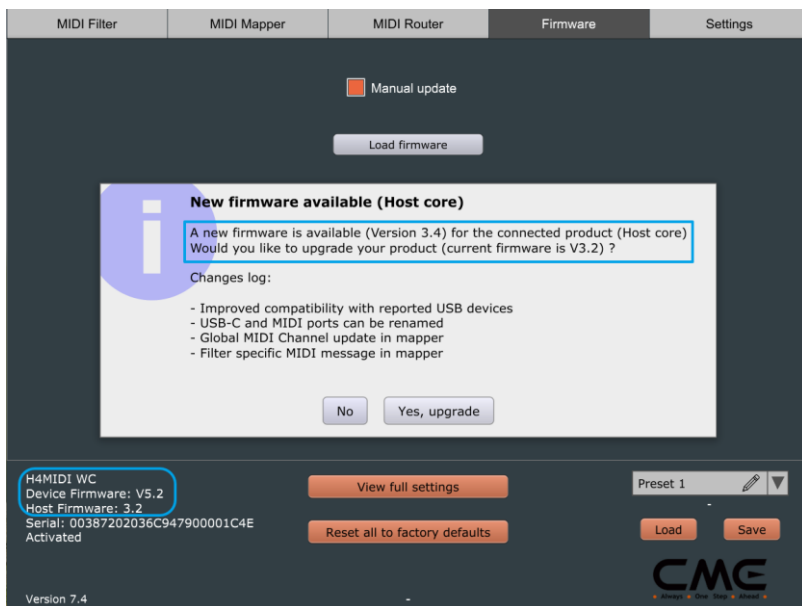 MIDI Filter
MIDI Mapper
MIDI Router
Firmware
Settings
Manual update
Load firmware
New firmware available (Host core)
A new firmware is available (Version 3.4) for the connected product (Host core)
Would you like to upgrade your product (current firmware is V3.2) ?
Changes log:
- Improved compatibility with reported USB devices
- USB-C and MIDI ports can be renamed
- Global MIDI Channel update in mapper
- Filter specific MIDI message in mapper
No
Yes, upgrade
H4MIDI WC
Device Firmware: V5.2
Host Firmware: 3.2
Serial: 00387202036C947900001C4E
Activated
View full settings
Reset all to factory defaults
Preset 1
-
Load
Save
CME
Always One Step Ahead
Version 7.4
-